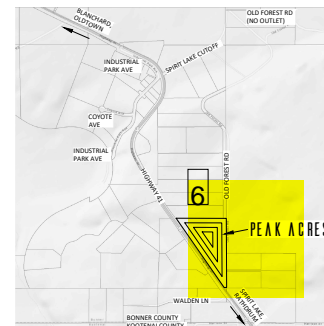 BLANCHARD,
OLDTOWN
OLD FOREST RD
(NO OUTLET)
SPIRIT LAKE CUTOFF
INDUSTRIAL
PARK AVE
COYOTE
AVE
INDUSTRIAL
PARK AVE
HIGHWAY 41
OLD FOREST RD
6
PEAK ACRES
SPIRIT LAKE,
RATHDRUM
WALDEN LN
BONNER COUNTY
KOOTENAI COUNTY